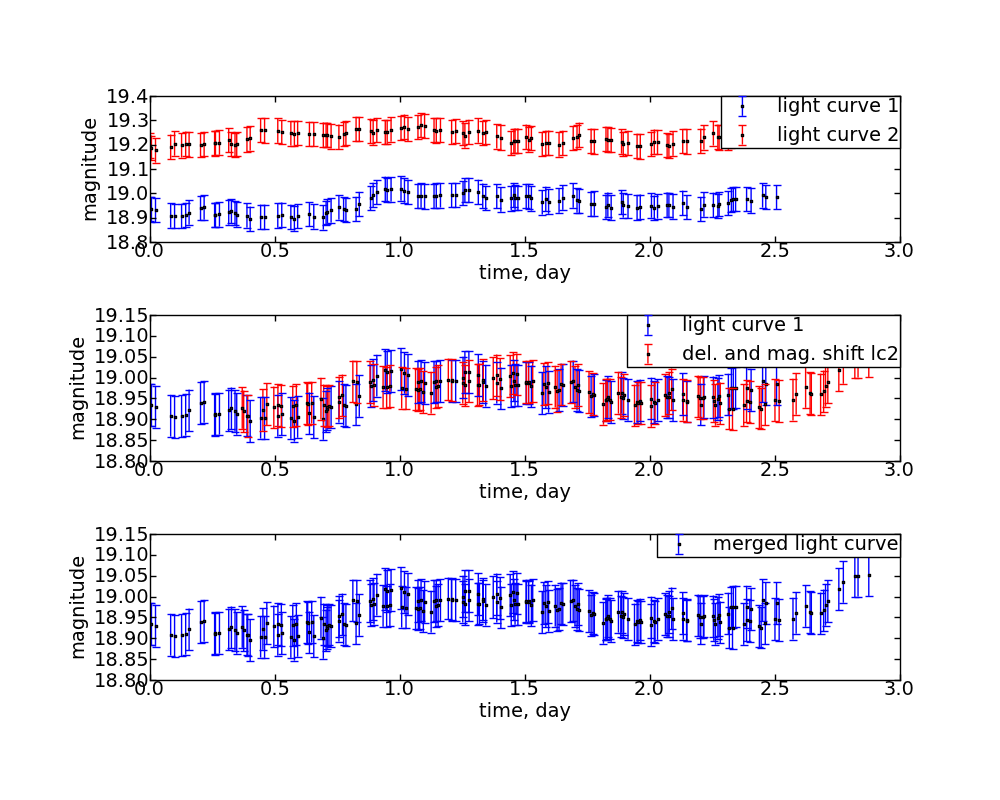 19.4
light curve 1
19.3
light curve 2
19.2
19.1
19.0
18.9
18.8
magnitude
0.0 0.5 1.0 1.5 2.0 2.5 3.0
time, day
19.15
light curve 1
19.10
del. and mag. shift lc2
19.05
19.00
18.95
18.90
18.85
18.80
magnitude
0.0 0.5 1.0 1.5 2.0 2.5 3.0
time, day
19.15
merged light curve
19.10
19.05
19.00
18.95
18.90
18.85
18.80
magnitude
0.0 0.5 1.0 1.5 2.0 2.5 3.0
time, day